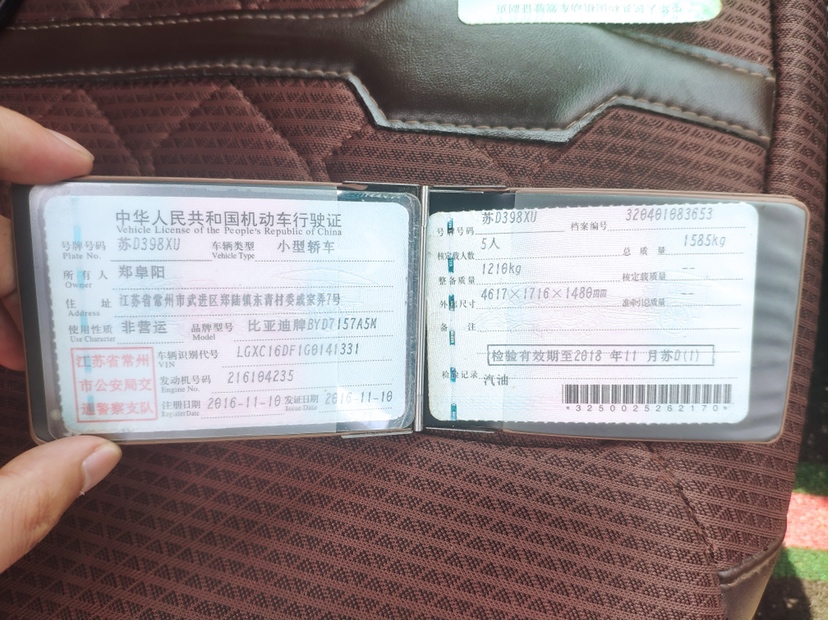 中华人民共和国机动车行驶证
Vehicle License of the People's Republic of China
号牌号码 苏D398XU 车辆类型 小型轿车
Plate No. Vehicle Type
所有人 郑阜阳
Owner
住址 江苏省常州市武进区郑陆镇东青村委戚家弄7号
Address
使用性质 非营运 品牌型号 比亚迪牌BYD7157A5M
Use Character Model
江苏省常州
市公安局交
通警察支队
车辆识别代号 LGXC16DF1G0141331
VIN
发动机号码 216104235
Engine No.
注册日期 2016-11-10 发证日期 2016-11-10
Register Date Issue Date
号牌号码 苏D398XU 档案编号 320401083653
核定载人数 5人 总质量 1585kg
整备质量 1210kg 核定载质量 --
外廓尺寸 4617×1716×1480mm 准牵引总质量 --
备注
检验有效期至2018 年 11 月苏D(1)
检验记录
汽油
*3250025262170*